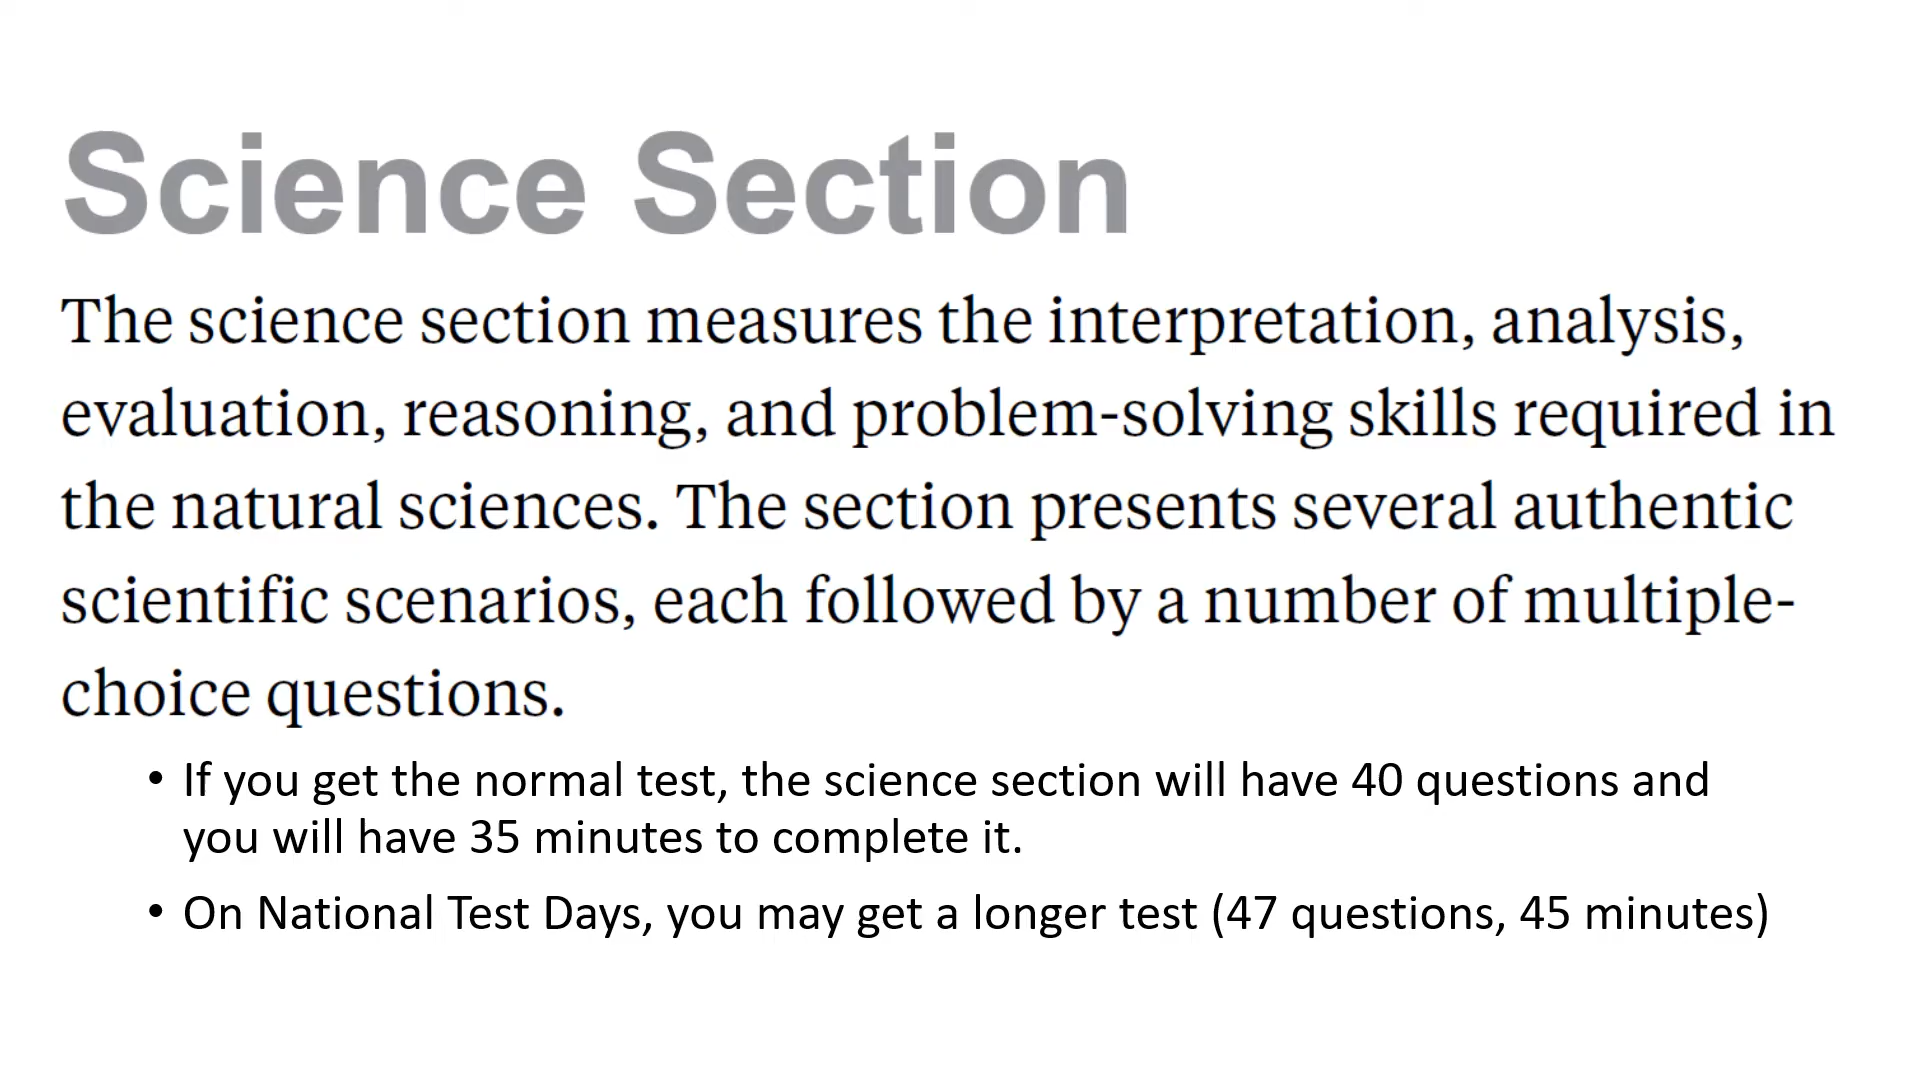 Science Section
The science section measures the interpretation, analysis,
evaluation, reasoning, and problem-solving skills required in
the natural sciences. The section presents several authentic
scientific scenarios, each followed by a number of multiple-
choice questions.
• If you get the normal test, the science section will have 40 questions and
you will have 35 minutes to complete it.
• On National Test Days, you may get a longer test (47 questions, 45 minutes)